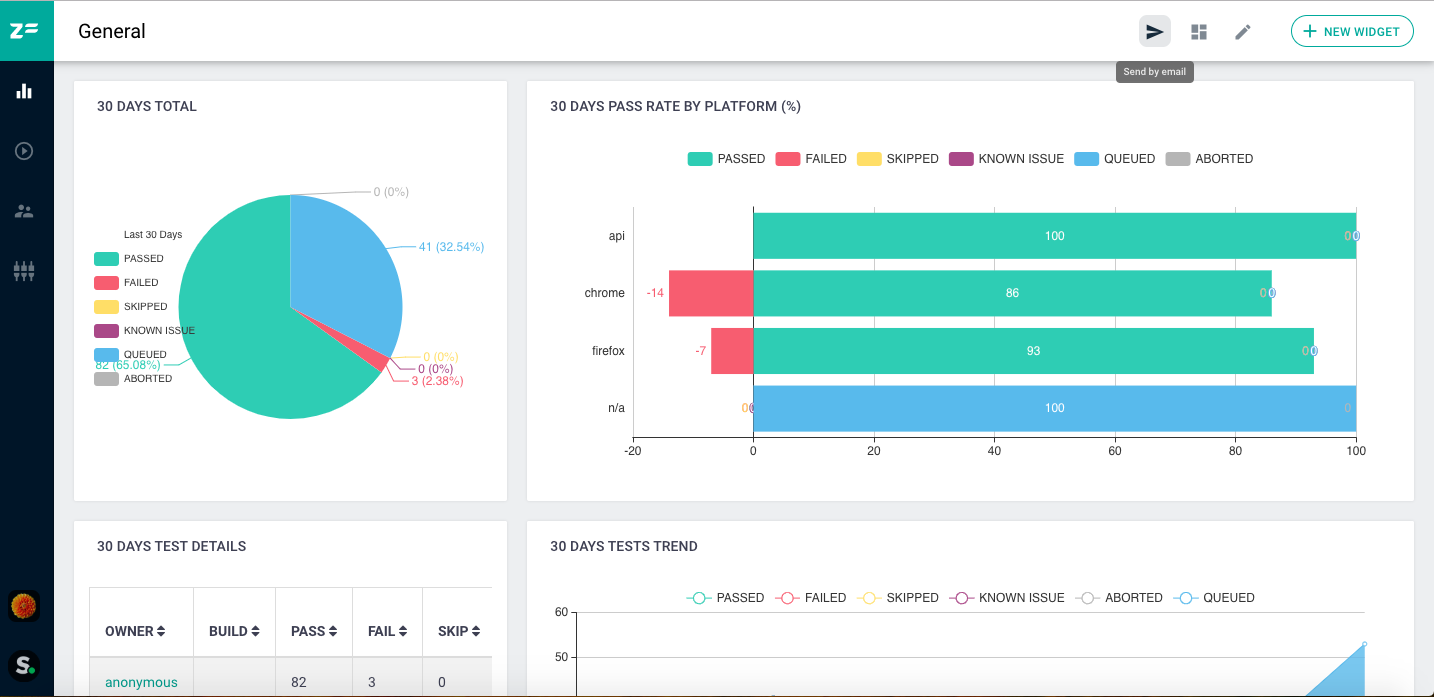 General
NEW WIDGET
Send by email
30 DAYS TOTAL
0 (0%)
Last 30 Days
41 (32.54%)
PASSED
FAILED
SKIPPED
KNOWN ISSUE
QUEUED
0 (0%)
82 (65.08%)
0 (0%)
ABORTED
3 (2.38%)
30 DAYS PASS RATE BY PLATFORM (%)
PASSED FAILED SKIPPED KNOWN ISSUE QUEUED ABORTED
api 100 0 0
chrome -14 86 0 0
firefox -7 93 0 0
n/a 0 0 100 0
-20 0 20 40 60 80 100
30 DAYS TEST DETAILS
OWNER BUILD PASS FAIL SKIP
anonymous 82 3 0
30 DAYS TESTS TREND
PASSED FAILED SKIPPED KNOWN ISSUE ABORTED QUEUED
60
50
S.